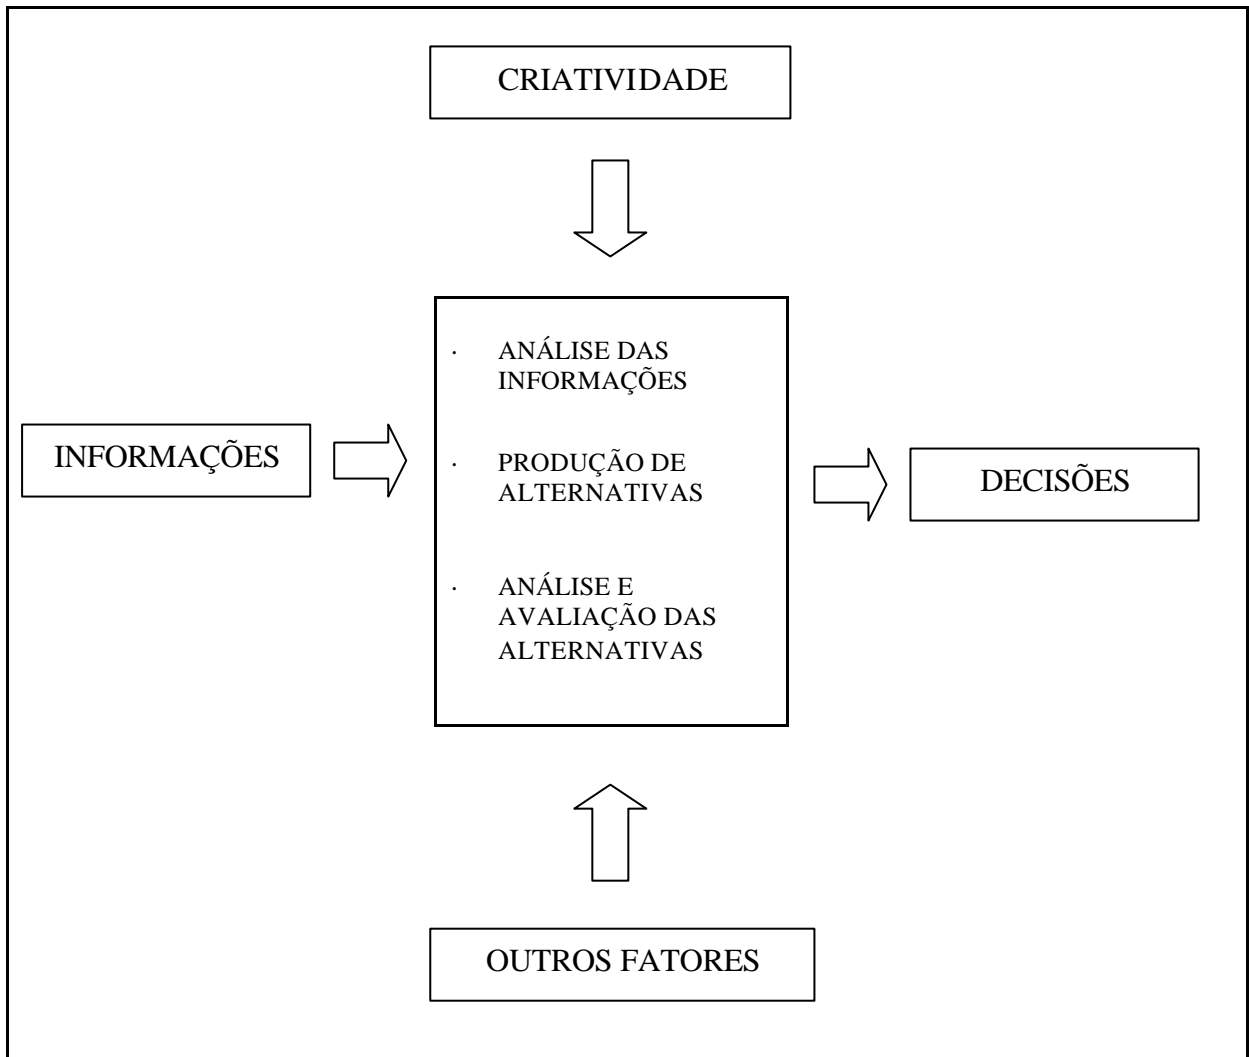 CRIATIVIDADE
· ANÁLISE DAS
INFORMAÇÕES
INFORMAÇÕES
· PRODUÇÃO DE
ALTERNATIVAS
DECISÕES
· ANÁLISE E
AVALIAÇÃO DAS
ALTERNATIVAS
OUTROS FATORES